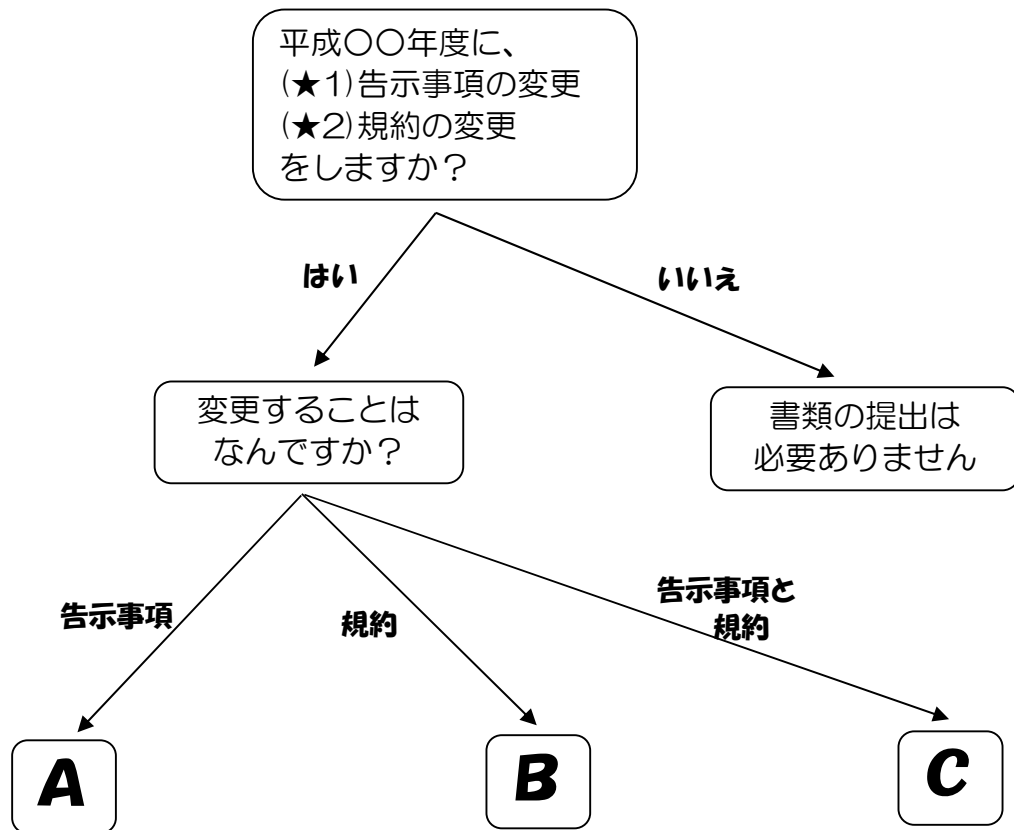 平成〇〇年度に、
(★1)告示事項の変更
(★2)規約の変更
をしますか？
はい
いいえ
変更することは
なんですか？
書類の提出は
必要ありません
告示事項
規約
告示事項と
規約
A
B
C